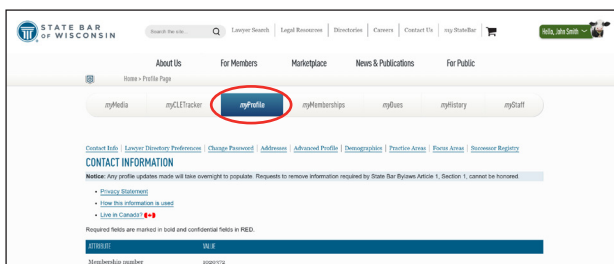 STATE BAR
OF WISCONSIN
Search the site...
Lawyer Search | Legal Resources | Directories | Careers | Contact Us | my StateBar
Hello, John Smith
About Us For Members Marketplace News & Publications For Public
Home » Profile Page
myMedia myCLETracker myProfile myMemberships myDues myHistory myStaff
Contact Info | Lawyer Directory Preferences | Change Password | Addresses | Advanced Profile | Demographics | Practice Areas | Focus Areas | Successor Registry
CONTACT INFORMATION
Notice: Any profile updates made will take overnight to populate. Requests to remove information required by State Bar Bylaws Article 1, Section 1, cannot be honored.
• Privacy Statement
• How this information is used
• Live in Canada?
Required fields are marked in bold and confidential fields in RED.
ATTRIBUTE VALUE
Membership number